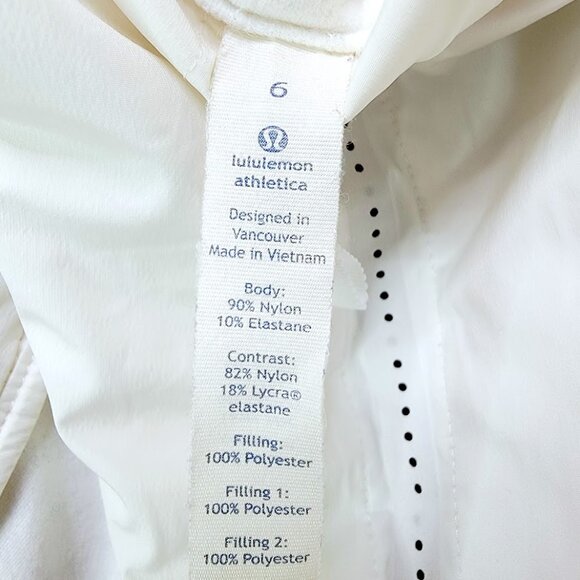 6
lululemon
athletica
Designed in
Vancouver
Made in Vietnam
Body:
90% Nylon
10% Elastane
Contrast:
82% Nylon
18% Lycra®
elastane
Filling:
100% Polyester
Filling 1:
100% Polyester
Filling 2:
100% Polyester